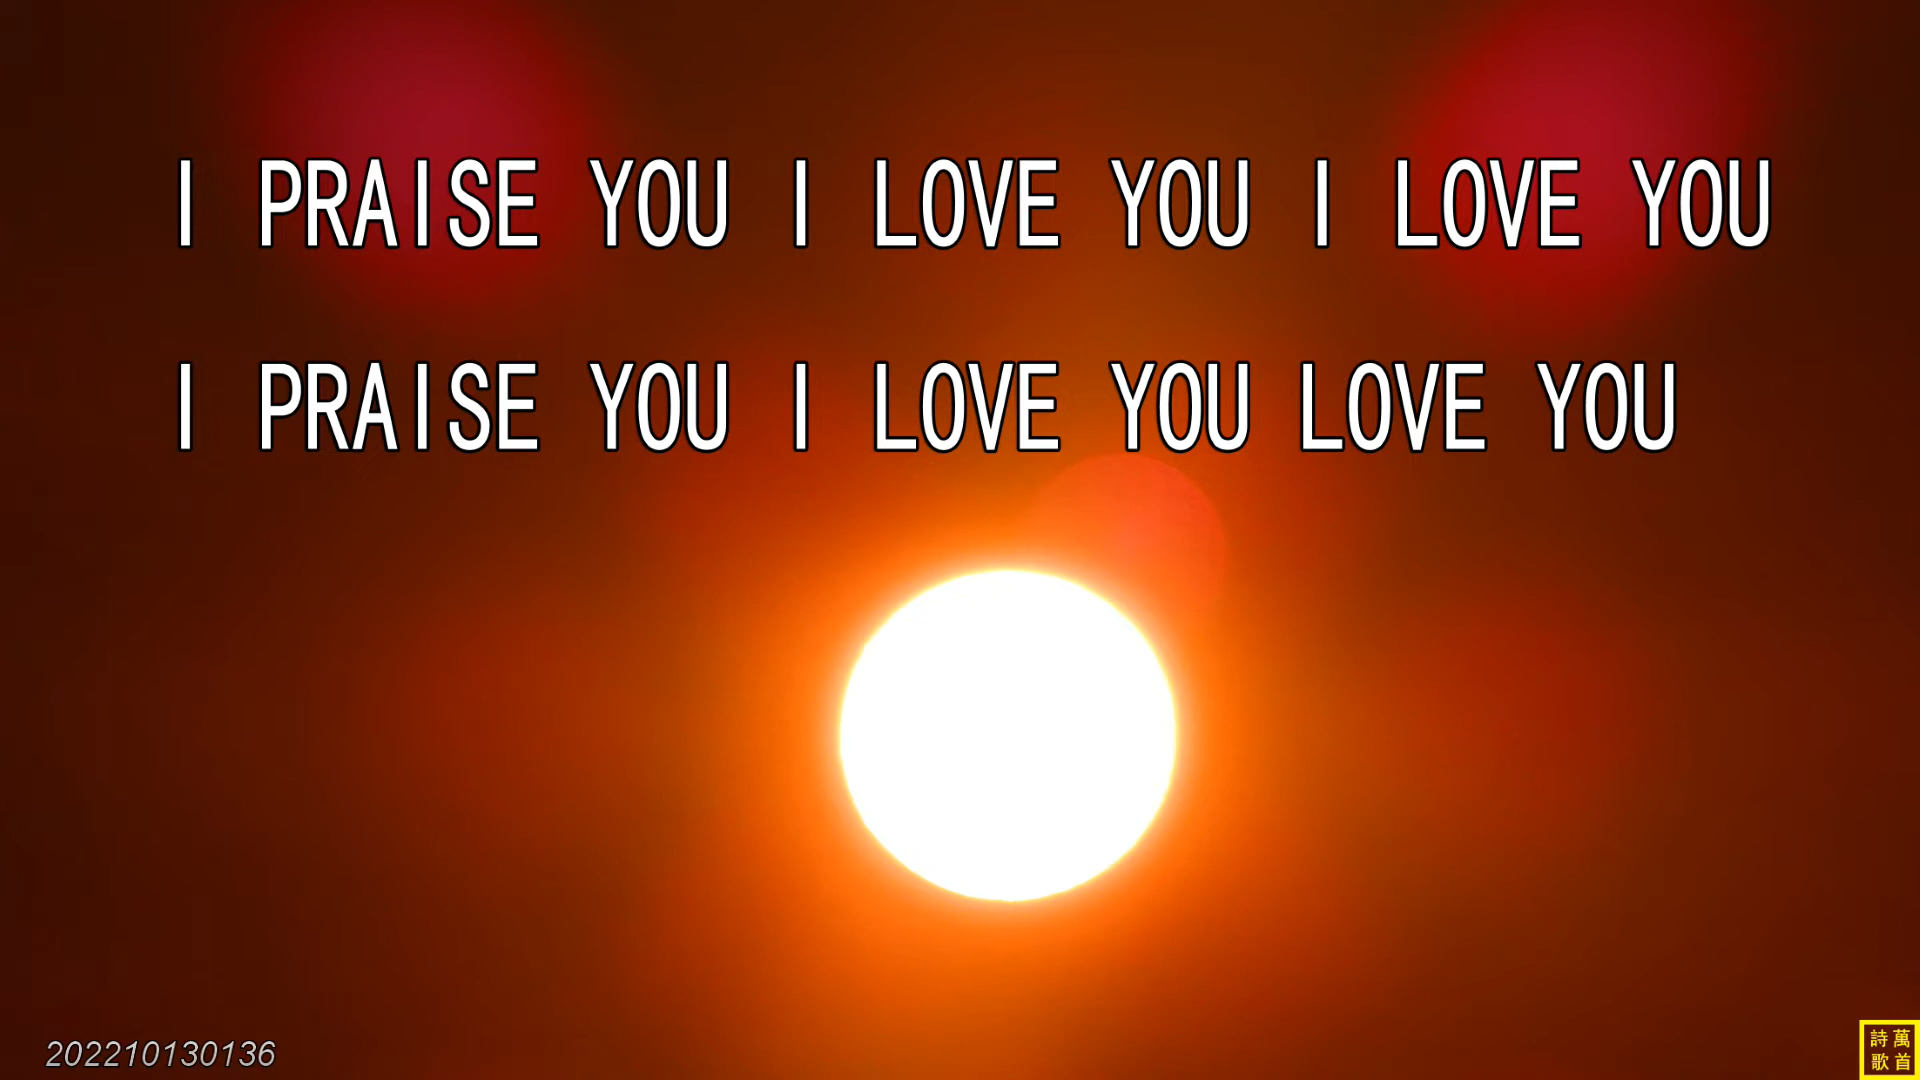 I PRAISE YOU I LOVE YOU I LOVE YOU
I PRAISE YOU I LOVE YOU LOVE YOU
202210130136
萬首
詩歌